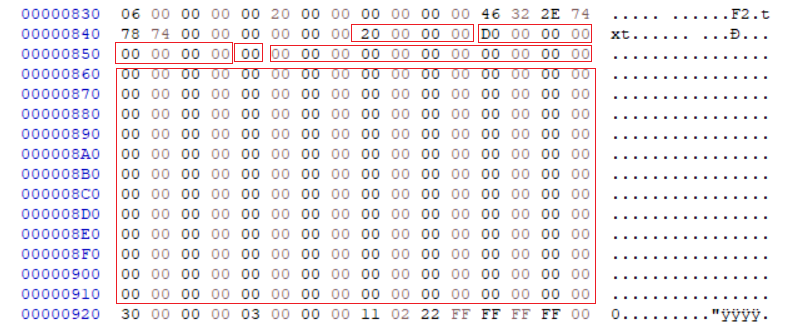 00000830 06 00 00 00 00 20 00 00 00 00 00 00 46 32 2E 74 ..... ......F2.t
00000840 78 74 00 00 00 00 00 00 20 00 00 00 D0 00 00 00 xt...... ...Ð...
00000850 00 00 00 00 00 00 00 00 00 00 00 00 00 00 00 00 ................
00000860 00 00 00 00 00 00 00 00 00 00 00 00 00 00 00 00 ................
00000870 00 00 00 00 00 00 00 00 00 00 00 00 00 00 00 00 ................
00000880 00 00 00 00 00 00 00 00 00 00 00 00 00 00 00 00 ................
00000890 00 00 00 00 00 00 00 00 00 00 00 00 00 00 00 00 ................
000008A0 00 00 00 00 00 00 00 00 00 00 00 00 00 00 00 00 ................
000008B0 00 00 00 00 00 00 00 00 00 00 00 00 00 00 00 00 ................
000008C0 00 00 00 00 00 00 00 00 00 00 00 00 00 00 00 00 ................
000008D0 00 00 00 00 00 00 00 00 00 00 00 00 00 00 00 00 ................
000008E0 00 00 00 00 00 00 00 00 00 00 00 00 00 00 00 00 ................
000008F0 00 00 00 00 00 00 00 00 00 00 00 00 00 00 00 00 ................
00000900 00 00 00 00 00 00 00 00 00 00 00 00 00 00 00 00 ................
00000910 00 00 00 00 00 00 00 00 00 00 00 00 00 00 00 00 ................
00000920 30 00 00 00 03 00 00 00 11 02 22 FF FF FF FF 00 0........."ÿÿÿÿ.